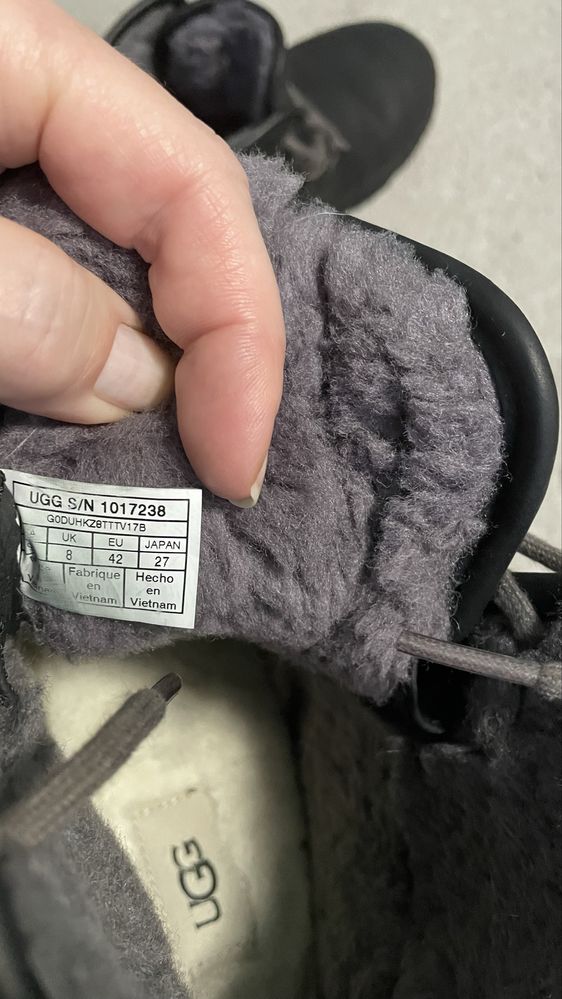 UGG S/N 1017238
G0DUHKZ8TTTV17B
UK EU JAPAN
8 42 27
Fabrique Hecho
en en
Vietnam Vietnam
UGG